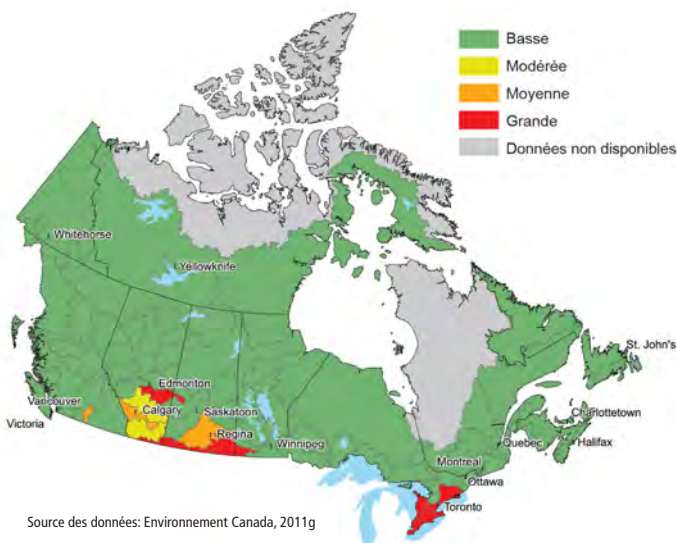 Basse
Modérée
Moyenne
Grande
Données non disponibles
Whitehorse
Yellowknife
St. John's
Edmonton
Vancouver
Calgary
Saskatoon
Charlottetown
Victoria
Regina
Winnipeg
Quebec
Halifax
Montreal
Ottawa
Toronto
Source des données: Environnement Canada, 2011g